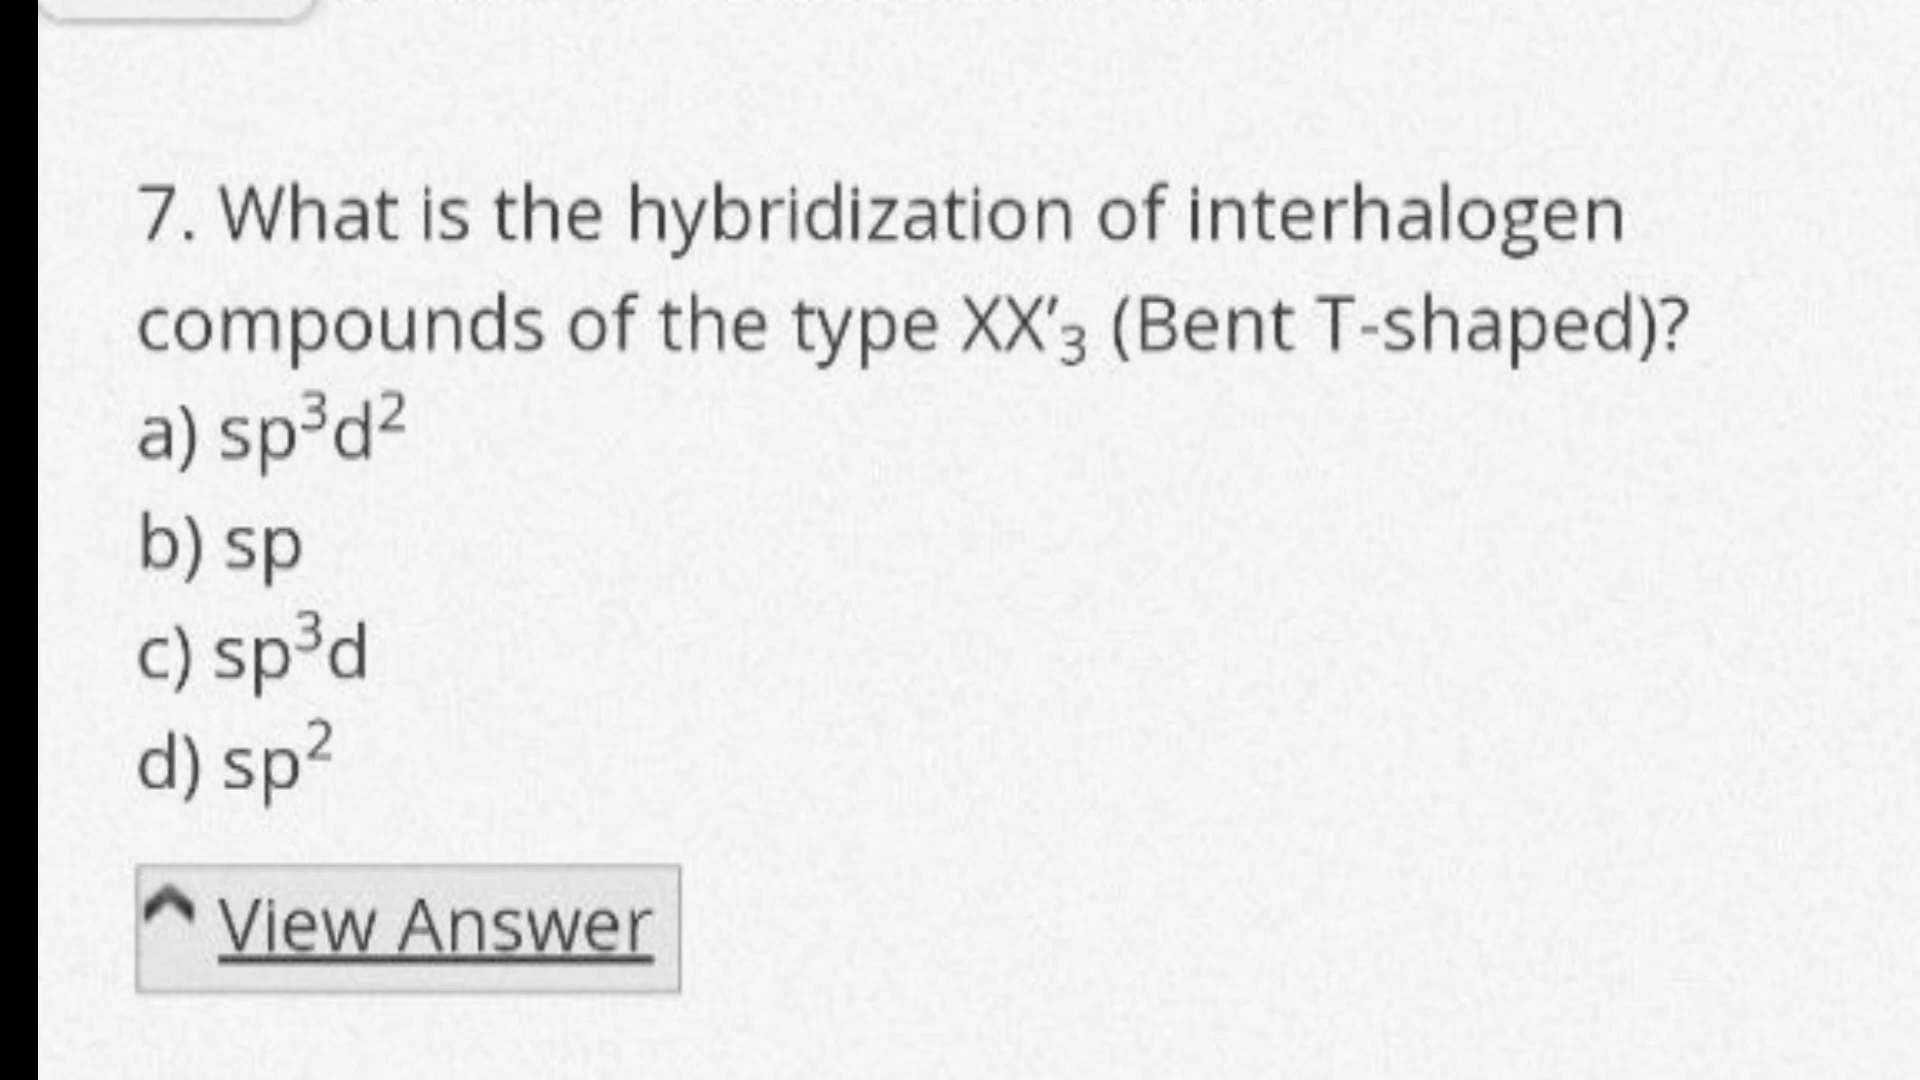 7. What is the hybridization of interhalogen
compounds of the type XX′₃ (Bent T-shaped)?
a) sp³d²
b) sp
c) sp³d
d) sp²
View Answer